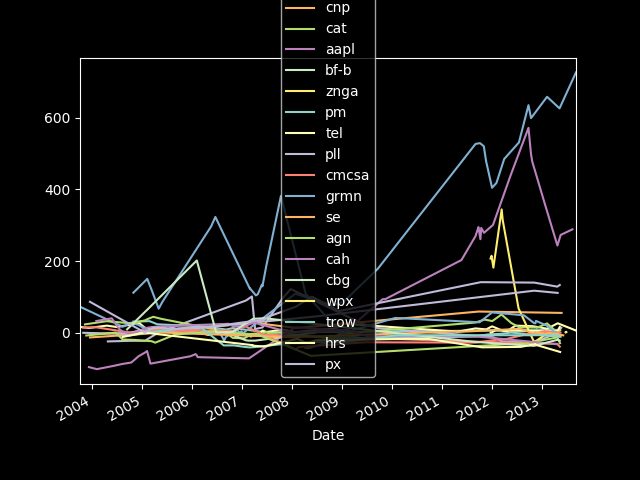 cnp
cat
aapl
bf-b
znga
pm
tel
pll
cmcsa
grmn
se
agn
cah
cbg
wpx
trow
hrs
px
600
400
200
0
2004
2005
2006
2007
2008
2009
2010
2011
2012
2013
Date